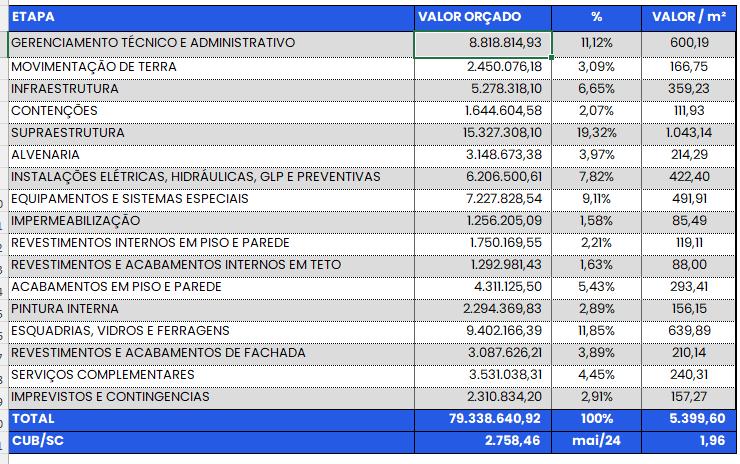 ETAPA VALOR ORÇADO % VALOR / m²
GERENCIAMENTO TÉCNICO E ADMINISTRATIVO 8.818.814,93 11,12% 600,19
MOVIMENTAÇÃO DE TERRA 2.450.076,18 3,09% 166,75
INFRAESTRUTURA 5.278.318,10 6,65% 359,23
CONTENÇÕES 1.644.604,58 2,07% 111,93
SUPRAESTRUTURA 15.327.308,10 19,32% 1.043,14
ALVENARIA 3.148.673,38 3,97% 214,29
INSTALAÇÕES ELÉTRICAS, HIDRÁULICAS, GLP E PREVENTIVAS 6.206.500,61 7,82% 422,40
EQUIPAMENTOS E SISTEMAS ESPECIAIS 7.227.828,54 9,11% 491,91
IMPERMEABILIZAÇÃO 1.256.205,09 1,58% 85,49
REVESTIMENTOS INTERNOS EM PISO E PAREDE 1.750.169,55 2,21% 119,11
REVESTIMENTOS E ACABAMENTOS INTERNOS EM TETO 1.292.981,43 1,63% 88,00
ACABAMENTOS EM PISO E PAREDE 4.311.125,50 5,43% 293,41
PINTURA INTERNA 2.294.369,83 2,89% 156,15
ESQUADRIAS, VIDROS E FERRAGENS 9.402.166,39 11,85% 639,89
REVESTIMENTOS E ACABAMENTOS DE FACHADA 3.087.626,21 3,89% 210,14
SERVIÇOS COMPLEMENTARES 3.531.038,31 4,45% 240,31
IMPREVISTOS E CONTINGENCIAS 2.310.834,20 2,91% 157,27
TOTAL 79.338.640,92 100% 5.399,60
CUB/SC 2.758,46 mai/24 1,96